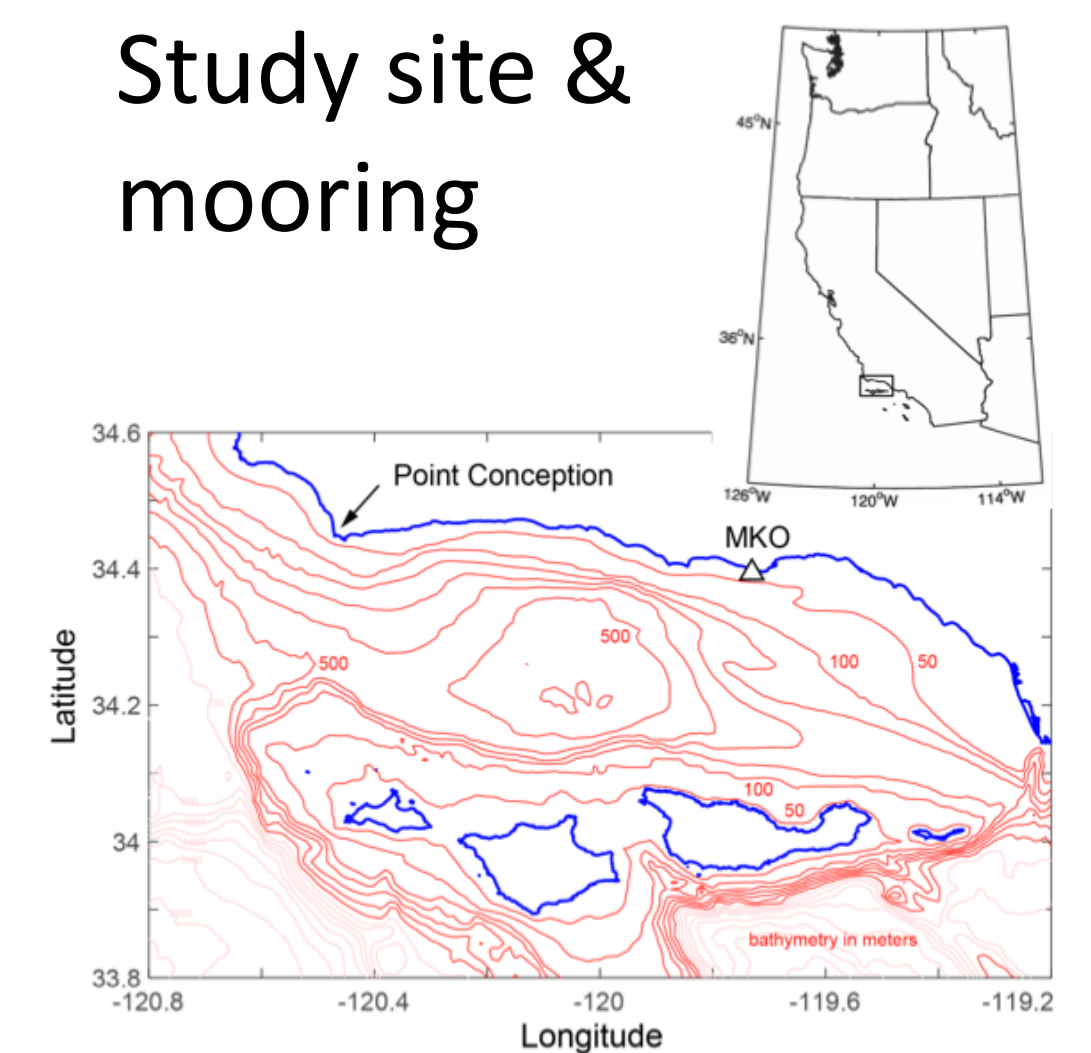 Study site &
mooring
45°N
36°N
126°W
120°W
114°W
34.6
34.4
34.2
34
33.8
Latitude
Point Conception
MKO
500
500
100
50
100
50
bathymetry in meters
-120.8
-120.4
-120
-119.6
-119.2
Longitude